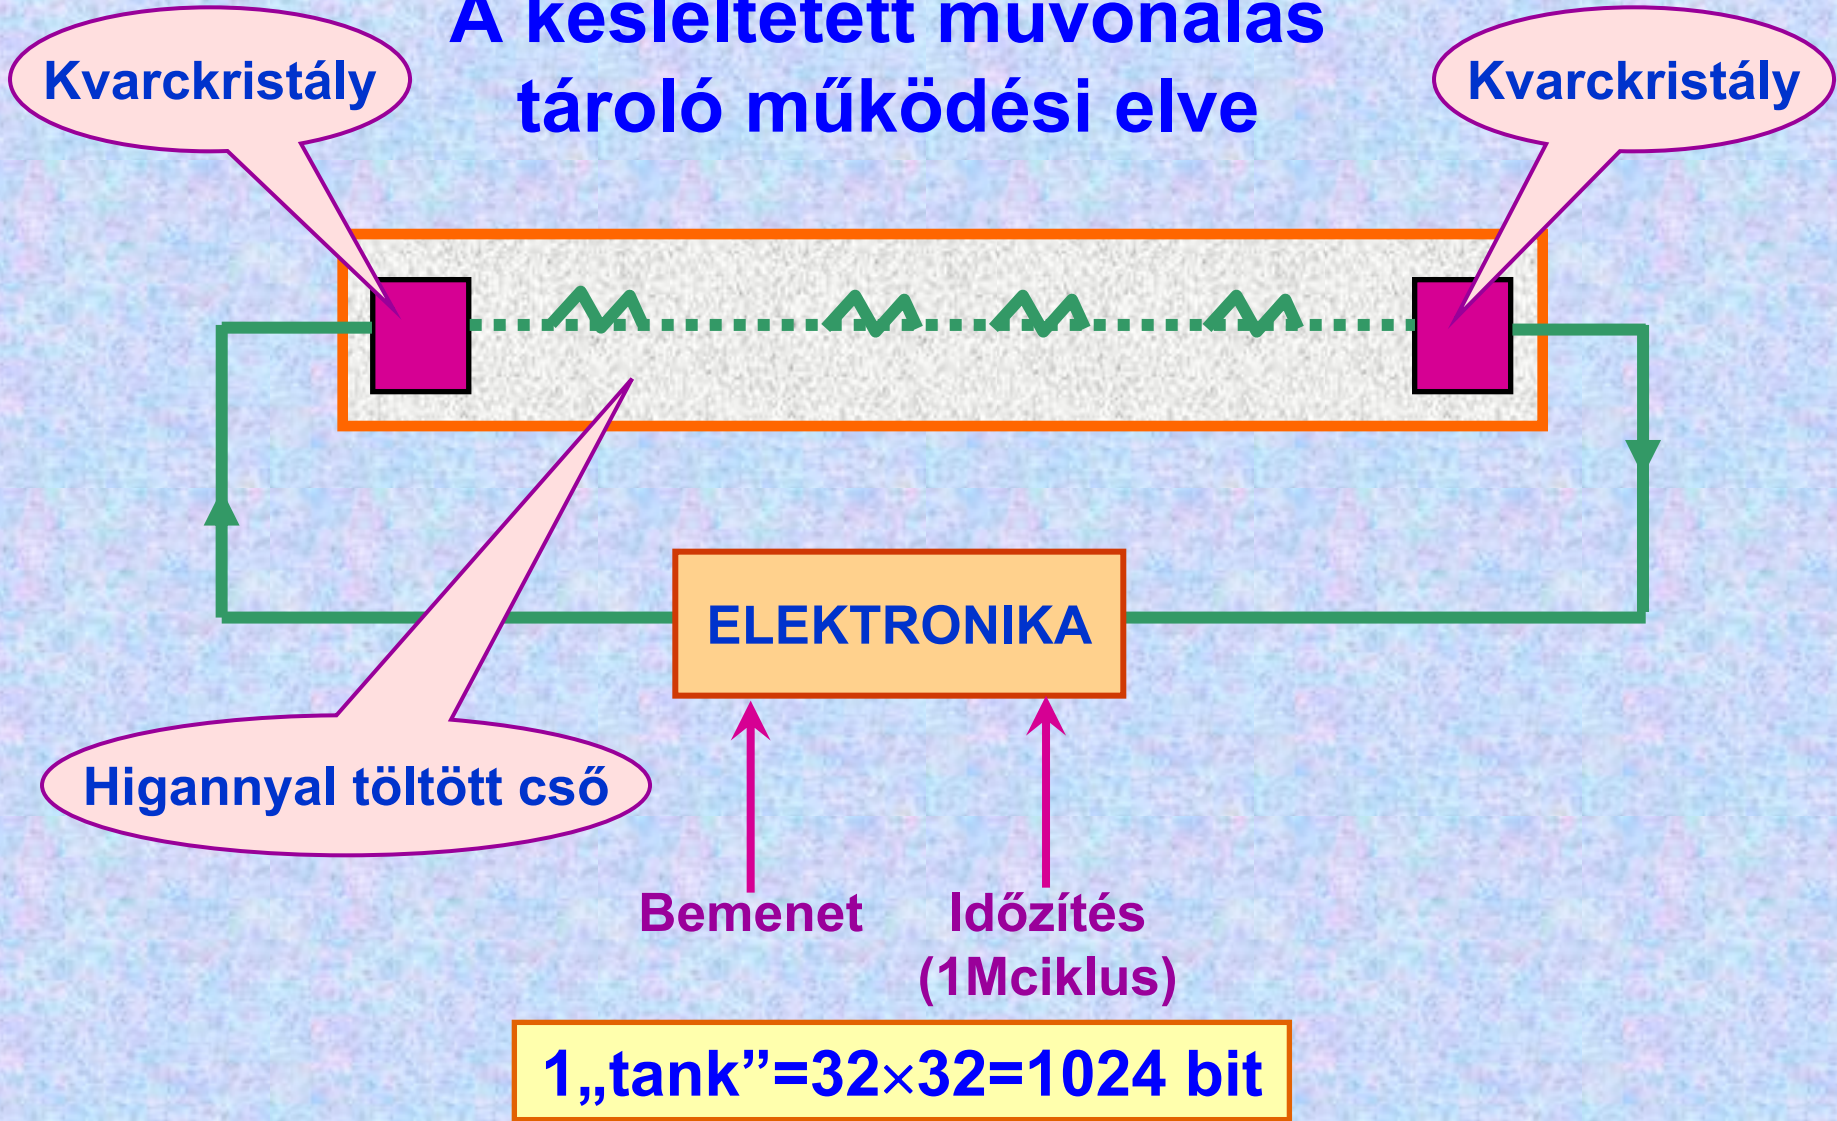 A késleltetett művonalas
tároló működési elve
Kvarckristály
Kvarckristály
ELEKTRONIKA
Higannyal töltött cső
Bemenet
Időzítés
(1Mciklus)
1„tank”=32×32=1024 bit